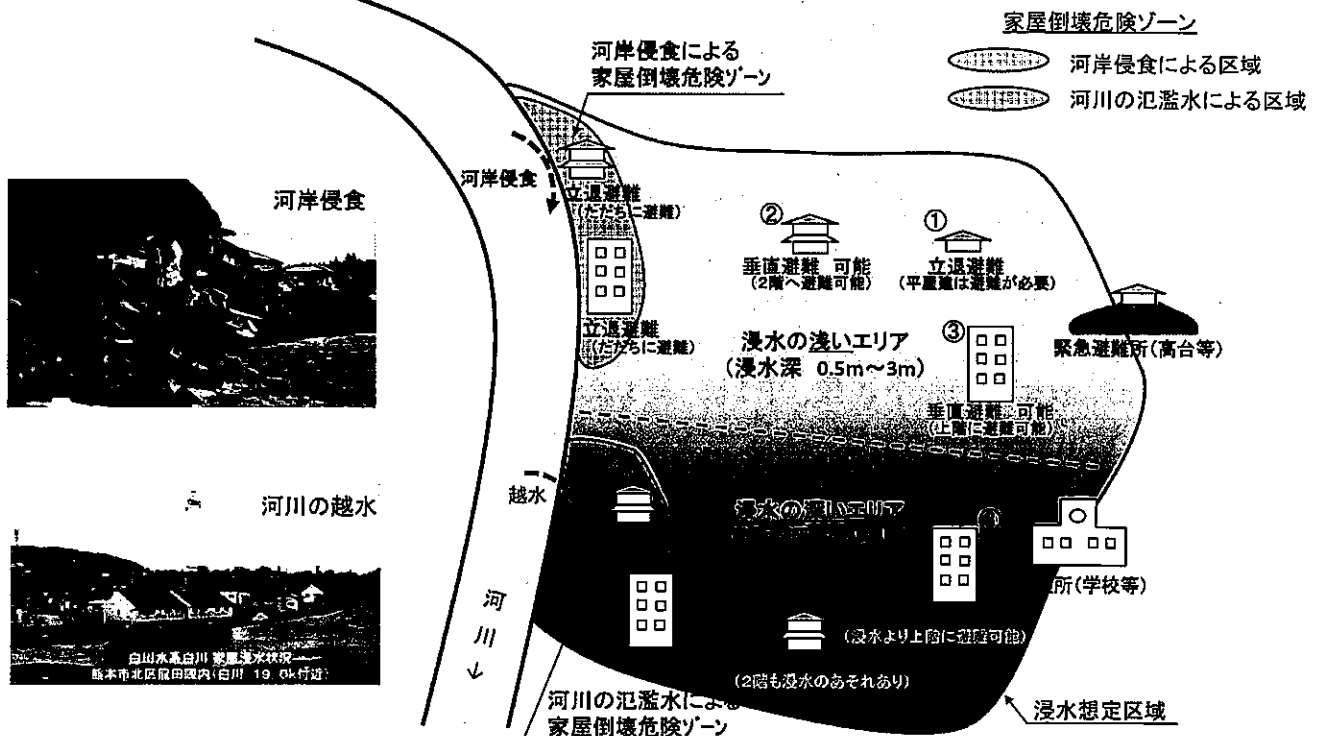 家屋倒壊危険ゾーン
河岸侵食による区域
河川の氾濫水による区域
河岸侵食による
家屋倒壊危険ゾーン
河岸侵食
河岸侵食
立退避難
(ただちに避難)
②
垂直避難 可能
(2階へ避難可能)
①
立退避難
(平屋建は避難が必要)
立退避難
(ただちに避難)
浸水の浅いエリア
(浸水深 0.5m~3m)
③
垂直避難 可能
(上階に避難可能)
緊急避難所(高台等)
河川の越水
越水
浸水の深いエリア
所(学校等)
河川
(浸水より上階に避難可能)
(2階も浸水のおそれあり)
白川水系白川 家屋浸水状況
熊本市北区龍田陳内(白川 19.0k付近)
河川の氾濫水による
家屋倒壊危険ゾーン
浸水想定区域